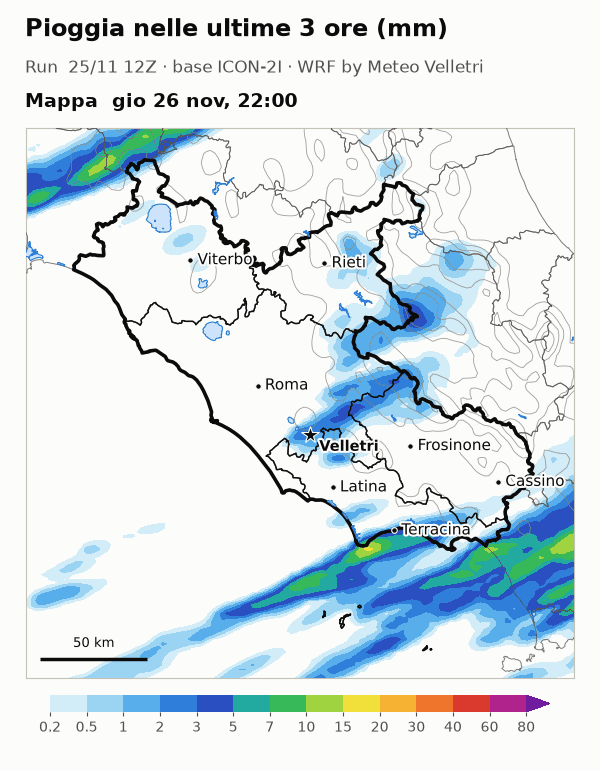 Pioggia nelle ultime 3 ore (mm)
Run  25/11 12Z · base ICON-2I · WRF by Meteo Velletri
Mappa  gio 26 nov, 22:00
Viterbo
Rieti
Roma
Velletri
Frosinone
Latina
Cassino
Terracina
50 km
0.2 0.5 1 2 3 5 7 10 15 20 30 40 60 80